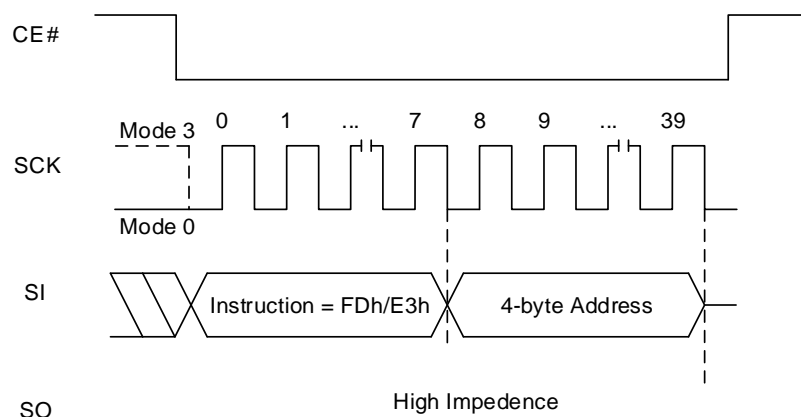 CE#
0 1 ... 7 8 9 ... 39
Mode 3
SCK
Mode 0
SI
Instruction = FDh/E3h
4-byte Address
High Impedence
SO